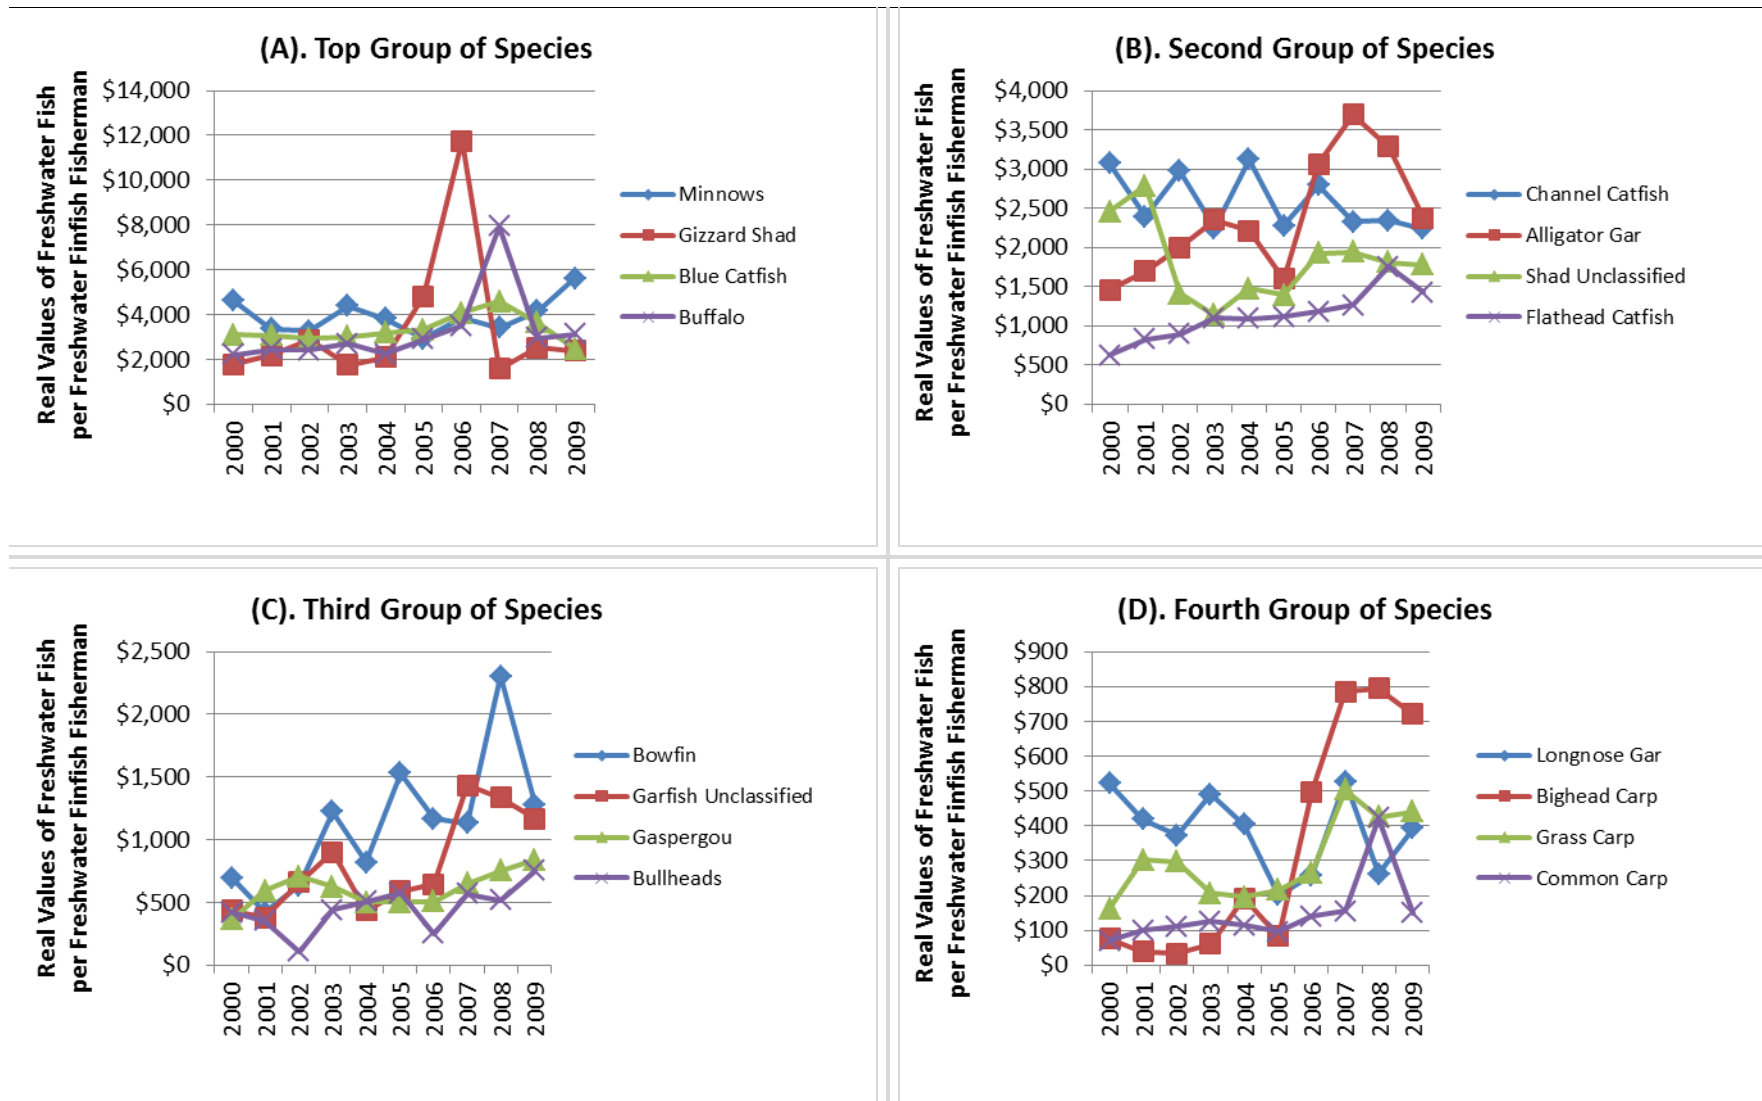 (A). Top Group of Species
Real Values of Freshwater Fish
per Freshwater Finfish Fisherman
$14,000
$12,000
$10,000
$8,000
$6,000
$4,000
$2,000
$0
2000
2001
2002
2003
2004
2005
2006
2007
2008
2009
Minnows
Gizzard Shad
Blue Catfish
Buffalo
(B). Second Group of Species
Real Values of Freshwater Fish
per Freshwater Finfish Fisherman
$4,000
$3,500
$3,000
$2,500
$2,000
$1,500
$1,000
$500
$0
2000
2001
2002
2003
2004
2005
2006
2007
2008
2009
Channel Catfish
Alligator Gar
Shad Unclassified
Flathead Catfish
(C). Third Group of Species
Real Values of Freshwater Fish
per Freshwater Finfish Fisherman
$2,500
$2,000
$1,500
$1,000
$500
$0
2000
2001
2002
2003
2004
2005
2006
2007
2008
2009
Bowfin
Garfish Unclassified
Gaspergou
Bullheads
(D). Fourth Group of Species
Real Values of Freshwater Fish
per Freshwater Finfish Fisherman
$900
$800
$700
$600
$500
$400
$300
$200
$100
$0
2000
2001
2002
2003
2004
2005
2006
2007
2008
2009
Longnose Gar
Bighead Carp
Grass Carp
Common Carp